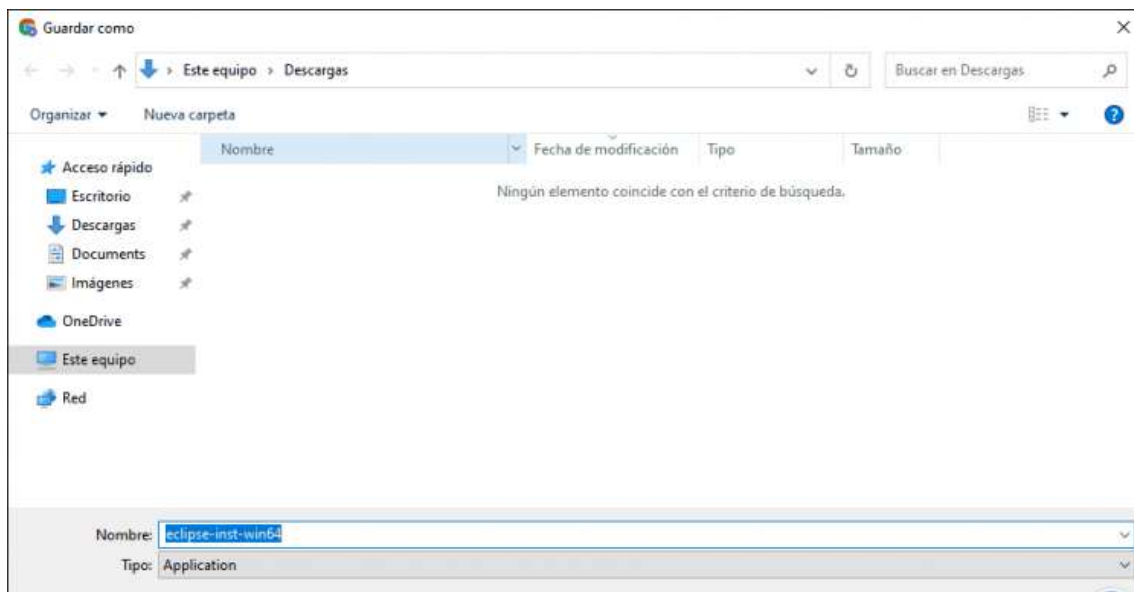 Guardar como
Este equipo > Descargas
Buscar en Descargas
Organizar
Nueva carpeta
Nombre
Fecha de modificación
Tipo
Tamaño
Acceso rápido
Ningún elemento coincide con el criterio de búsqueda.
Escritorio
Descargas
Documents
Imágenes
OneDrive
Este equipo
Red
Nombre: eclipse-inst-win64
Tipo: Application